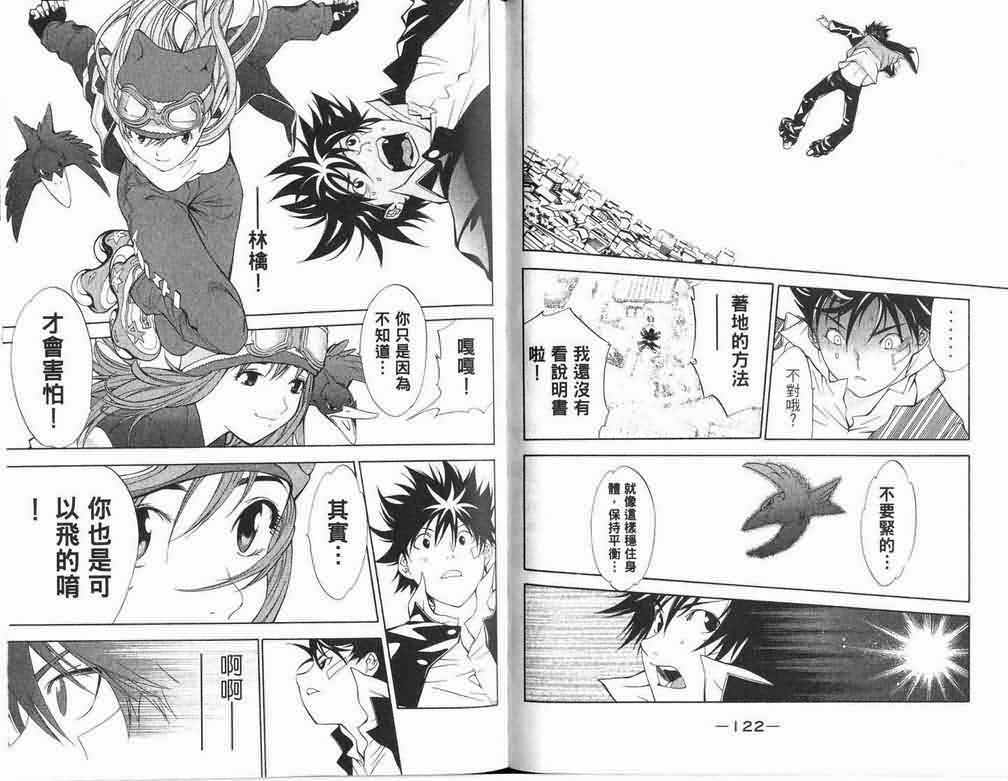 ‥‥‥
不對哦？
著地的方法
——
我還沒有
看說明書
啦！
不要緊的…
就像這樣穩住身
體，保持平衡…
—122—
——林檎！
嘎嘎！
你只是因為
不知道…
才會害怕！
其實…
你也是可
以飛的唷
！
——啊啊——